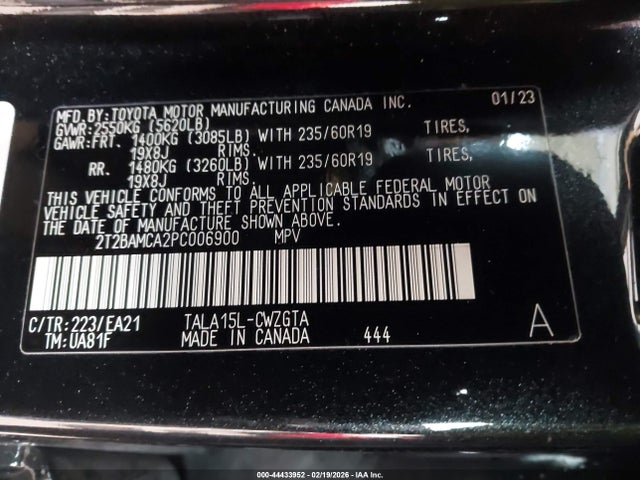 MFD.BY:TOYOTA MOTOR MANUFACTURING CANADA INC. 01/23
GVWR:2550KG (5620LB)
GAWR:FRT. 1400KG (3085LB) WITH 235/60R19 TIRES,
19X8J RIMS.
RR. 1480KG (3260LB) WITH 235/60R19 TIRES,
19X8J RIMS.
THIS VEHICLE CONFORMS TO ALL APPLICABLE FEDERAL MOTOR
VEHICLE SAFETY AND THEFT PREVENTION STANDARDS IN EFFECT ON
THE DATE OF MANUFACTURE SHOWN ABOVE.
2T2BAMCA2PC006900 MPV
C/TR:223/EA21 TALA15L-CWZGTA A
TM:UA81F MADE IN CANADA 444
000-44433952 | 02/19/2026 - IAA Inc.